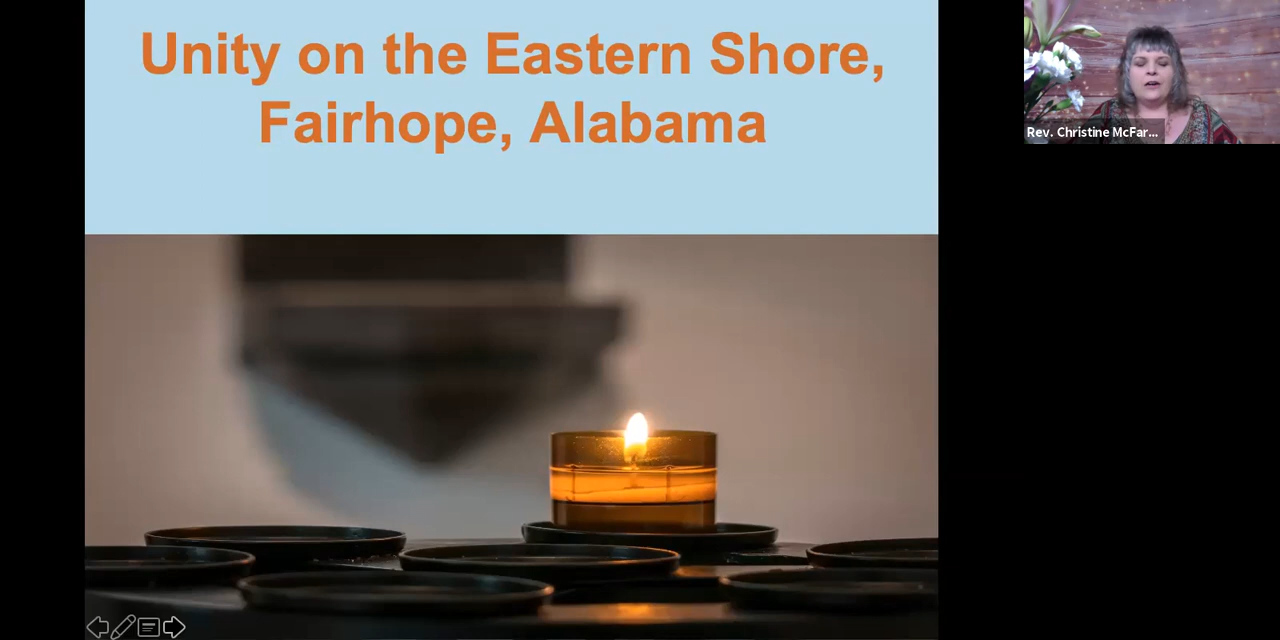 Unity on the Eastern Shore,
Fairhope, Alabama
Rev. Christine McFar...